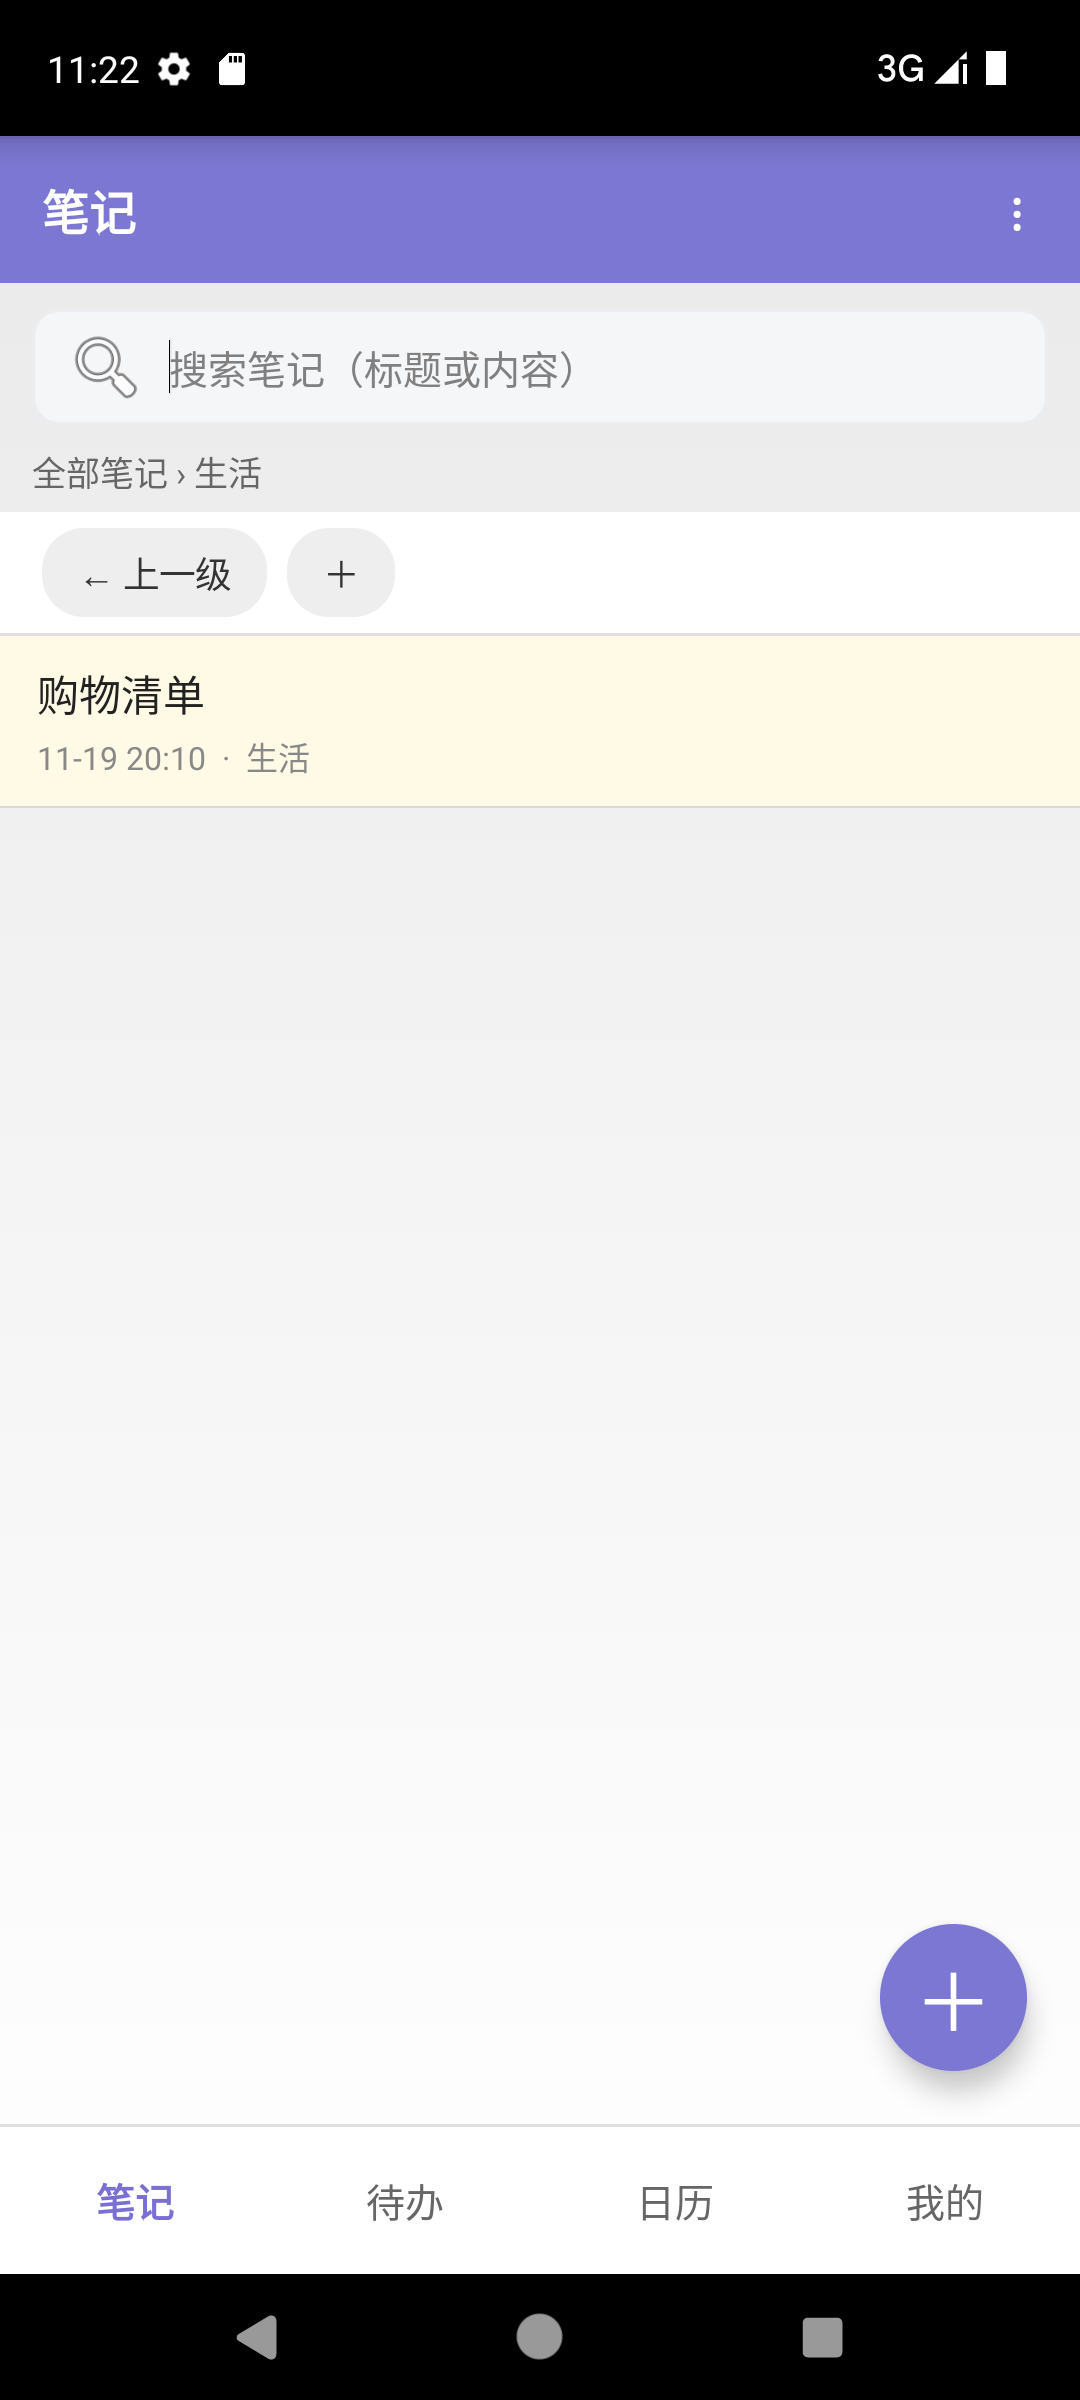 11:22
3G
笔记
搜索笔记（标题或内容）
全部笔记 › 生活
← 上一级
+
购物清单
11-19 20:10 · 生活
+
笔记 待办 日历 我的